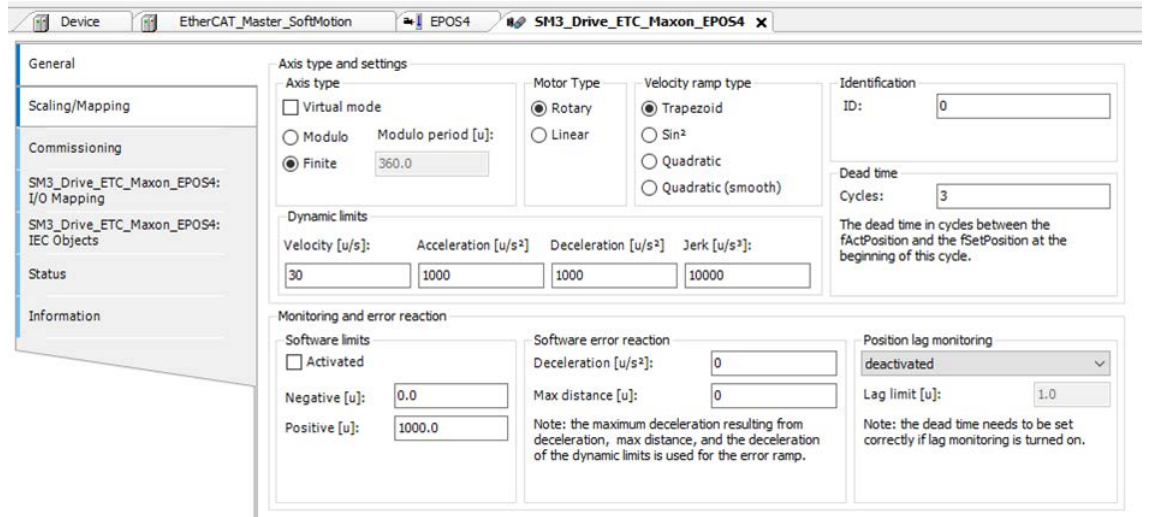 Device
EtherCAT_Master_SoftMotion
EPOS4
SM3_Drive_ETC_Maxon_EPOS4 x
General
Scaling/Mapping
Commissioning
SM3_Drive_ETC_Maxon_EPOS4:
I/O Mapping
SM3_Drive_ETC_Maxon_EPOS4:
IEC Objects
Status
Information
Axis type and settings
Axis type
Virtual mode
Modulo
Modulo period [u]:
Finite
360.0
Motor Type
Rotary
Linear
Velocity ramp type
Trapezoid
Sin²
Quadratic
Quadratic (smooth)
Identification
ID:
0
Dead time
Cycles:
3
The dead time in cycles between the
fActPosition and the fSetPosition at the
beginning of this cycle.
Dynamic limits
Velocity [u/s]:
Acceleration [u/s²]
Deceleration [u/s²]
Jerk [u/s³]:
30
1000
1000
10000
Monitoring and error reaction
Software limits
Activated
Negative [u]:
0.0
Positive [u]:
1000.0
Software error reaction
Deceleration [u/s²]:
0
Max distance [u]:
0
Note: the maximum deceleration resulting from
deceleration, max distance, and the deceleration
of the dynamic limits is used for the error ramp.
Position lag monitoring
deactivated
Lag limit [u]:
1.0
Note: the dead time needs to be set
correctly if lag monitoring is turned on.